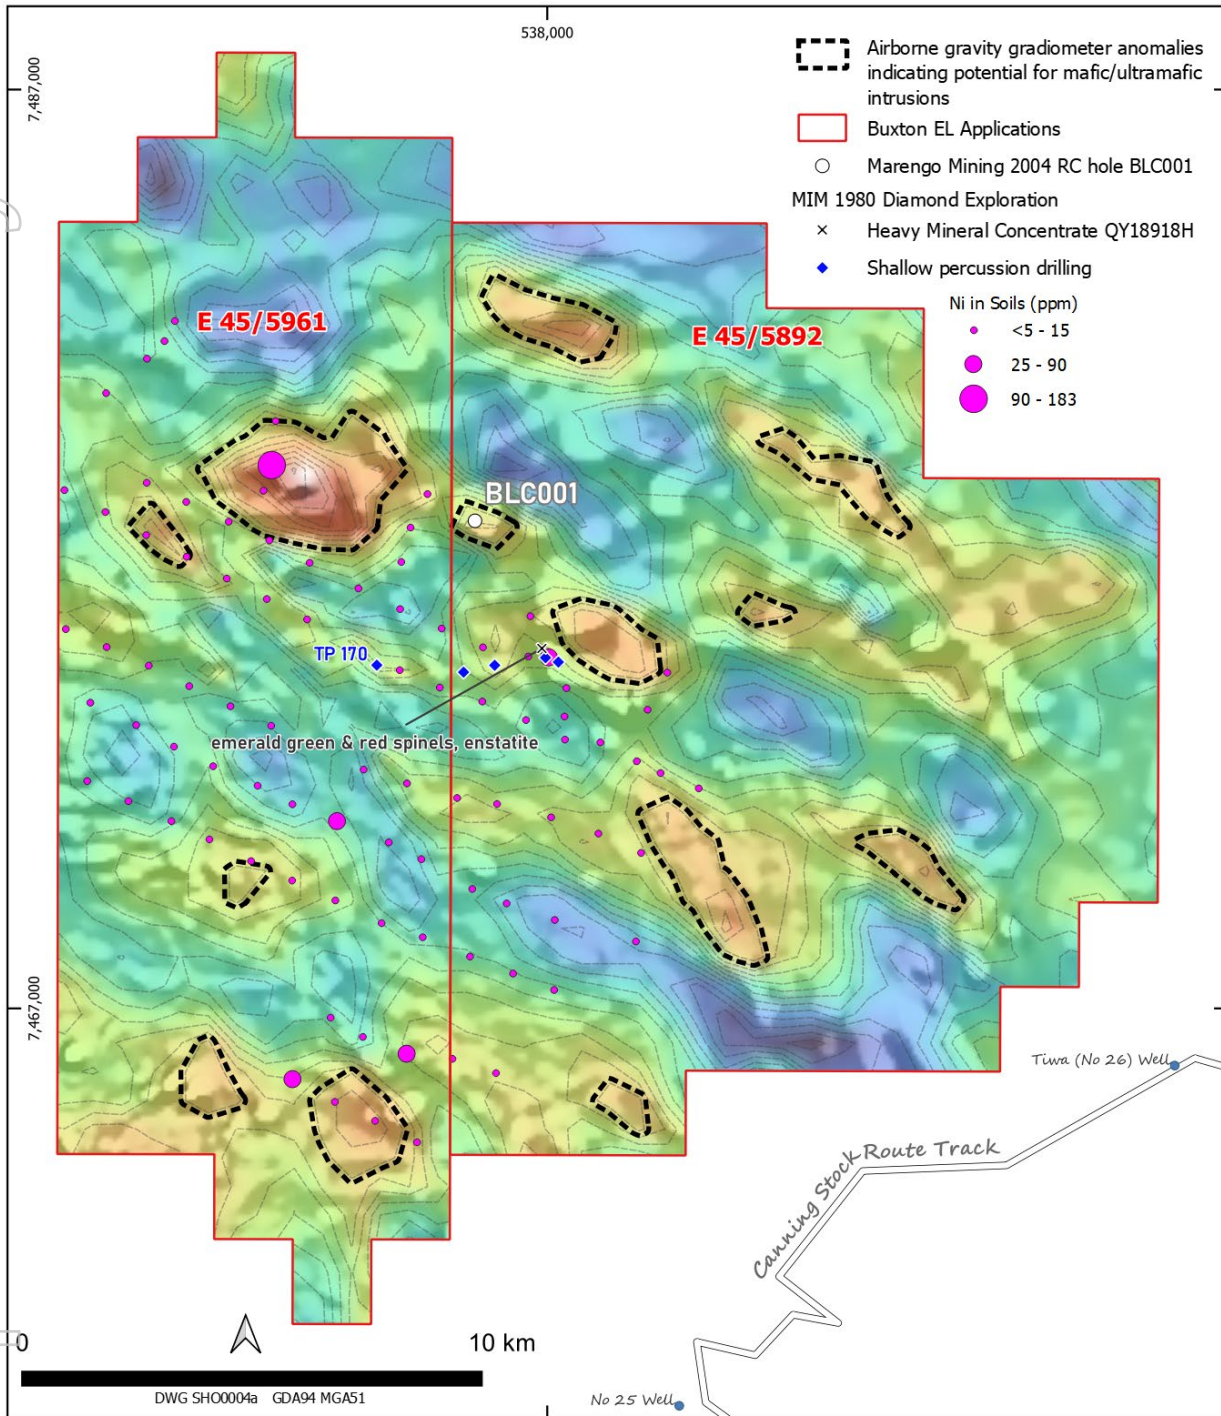 538,000
7,487,000
Airborne gravity gradiometer anomalies
indicating potential for mafic/ultramafic
intrusions
Buxton EL Applications
Marengo Mining 2004 RC hole BLC001
MIM 1980 Diamond Exploration
Heavy Mineral Concentrate QY18918H
Shallow percussion drilling
Ni in Soils (ppm)
<5 - 15
25 - 90
90 - 183
E 45/5961
E 45/5892
BLC001
TP 170
emerald green & red spinels, enstatite
7,467,000
Tiwa (No 26) Well
Canning Stock Route Track
No 25 Well
0
10 km
DWG SHO0004a GDA94 MGA51